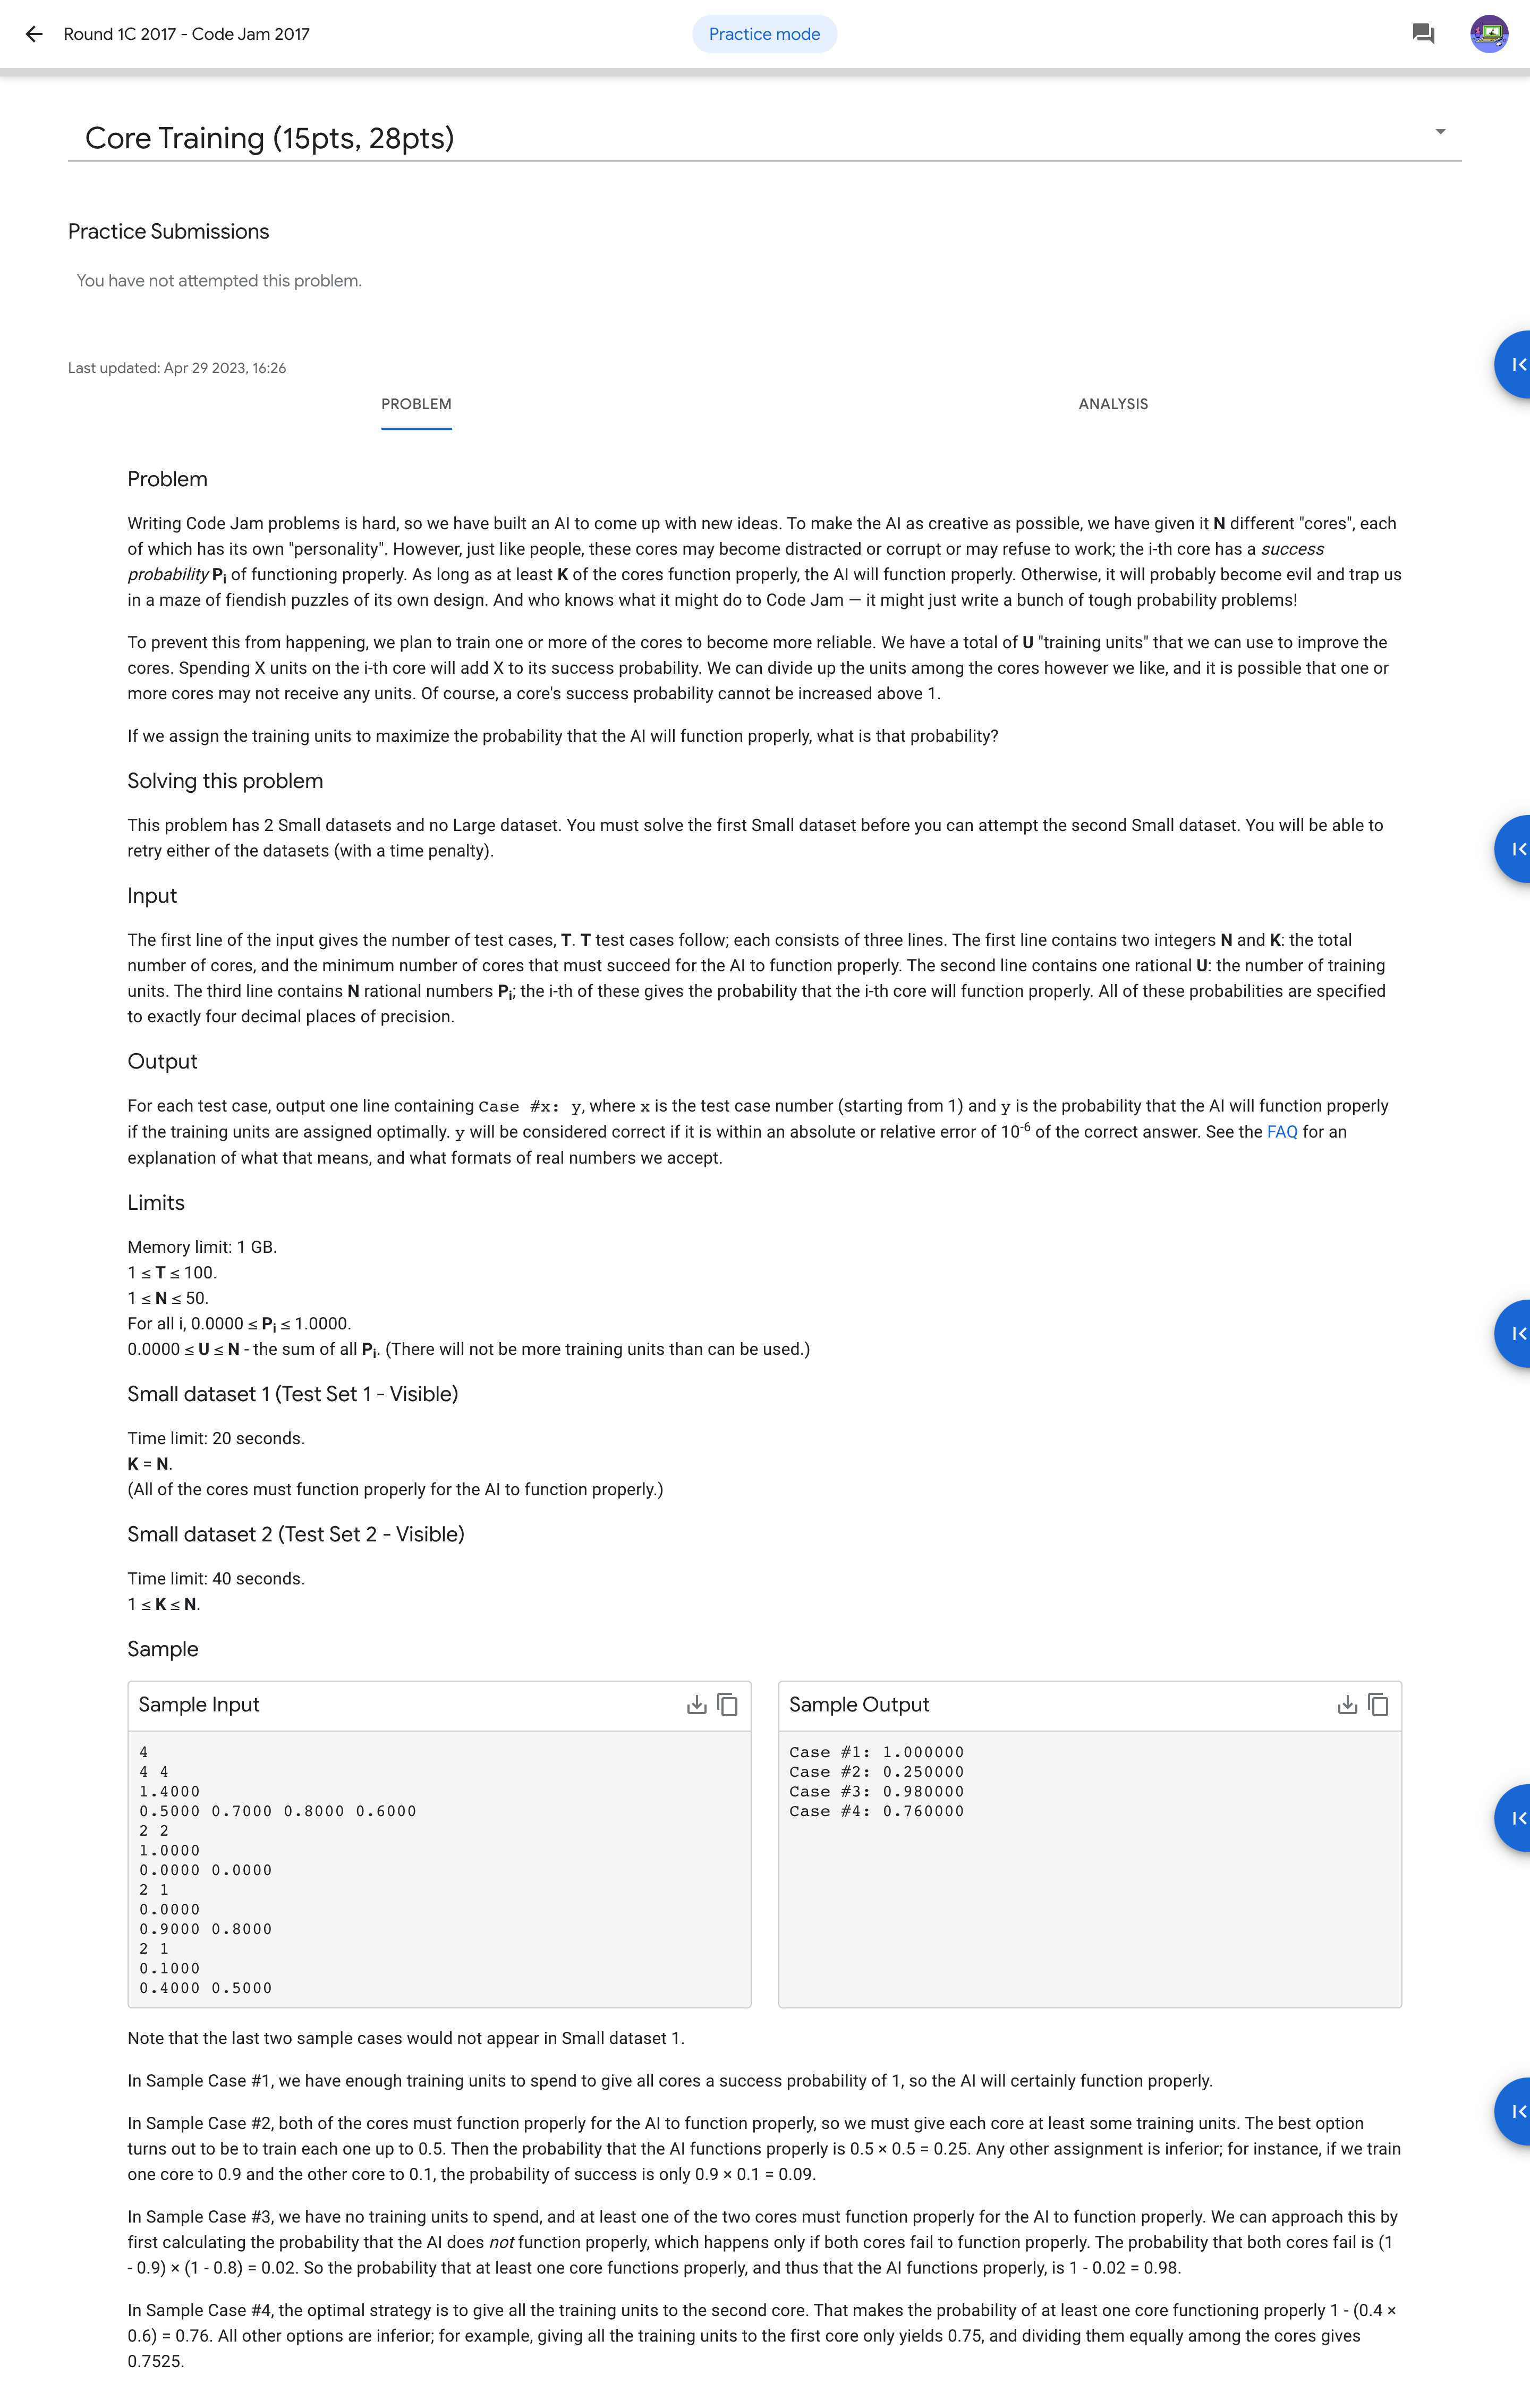 Round 1C 2017 - Code Jam 2017
Practice mode
Core Training (15pts, 28pts)
Practice Submissions
You have not attempted this problem.
Last updated: Apr 29 2023, 16:26
PROBLEM
ANALYSIS
Problem
Writing Code Jam problems is hard, so we have built an AI to come up with new ideas. To make the AI as creative as possible, we have given it N different "cores", each
of which has its own "personality". However, just like people, these cores may become distracted or corrupt or may refuse to work; the i-th core has a success
probability Pi of functioning properly. As long as at least K of the cores function properly, the AI will function properly. Otherwise, it will probably become evil and trap us
in a maze of fiendish puzzles of its own design. And who knows what it might do to Code Jam — it might just write a bunch of tough probability problems!
To prevent this from happening, we plan to train one or more of the cores to become more reliable. We have a total of U "training units" that we can use to improve the
cores. Spending X units on the i-th core will add X to its success probability. We can divide up the units among the cores however we like, and it is possible that one or
more cores may not receive any units. Of course, a core's success probability cannot be increased above 1.
If we assign the training units to maximize the probability that the AI will function properly, what is that probability?
Solving this problem
This problem has 2 Small datasets and no Large dataset. You must solve the first Small dataset before you can attempt the second Small dataset. You will be able to
retry either of the datasets (with a time penalty).
Input
The first line of the input gives the number of test cases, T. T test cases follow; each consists of three lines. The first line contains two integers N and K: the total
number of cores, and the minimum number of cores that must succeed for the AI to function properly. The second line contains one rational U: the number of training
units. The third line contains N rational numbers Pi; the i-th of these gives the probability that the i-th core will function properly. All of these probabilities are specified
to exactly four decimal places of precision.
Output
For each test case, output one line containing Case #x: y, where x is the test case number (starting from 1) and y is the probability that the AI will function properly
if the training units are assigned optimally. y will be considered correct if it is within an absolute or relative error of 10-6 of the correct answer. See the FAQ for an
explanation of what that means, and what formats of real numbers we accept.
Limits
Memory limit: 1 GB.
1 ≤ T ≤ 100.
1 ≤ N ≤ 50.
For all i, 0.0000 ≤ Pi ≤ 1.0000.
0.0000 ≤ U ≤ N - the sum of all Pi. (There will not be more training units than can be used.)
Small dataset 1 (Test Set 1 - Visible)
Time limit: 20 seconds.
K = N.
(All of the cores must function properly for the AI to function properly.)
Small dataset 2 (Test Set 2 - Visible)
Time limit: 40 seconds.
1 ≤ K ≤ N.
Sample
Sample Input
4
4 4
1.4000
0.5000 0.7000 0.8000 0.6000
2 2
1.0000
0.0000 0.0000
2 1
0.0000
0.9000 0.8000
2 1
0.1000
0.4000 0.5000
Sample Output
Case #1: 1.000000
Case #2: 0.250000
Case #3: 0.980000
Case #4: 0.760000
Note that the last two sample cases would not appear in Small dataset 1.
In Sample Case #1, we have enough training units to spend to give all cores a success probability of 1, so the AI will certainly function properly.
In Sample Case #2, both of the cores must function properly for the AI to function properly, so we must give each core at least some training units. The best option
turns out to be to train each one up to 0.5. Then the probability that the AI functions properly is 0.5 × 0.5 = 0.25. Any other assignment is inferior; for instance, if we train
one core to 0.9 and the other core to 0.1, the probability of success is only 0.9 × 0.1 = 0.09.
In Sample Case #3, we have no training units to spend, and at least one of the two cores must function properly for the AI to function properly. We can approach this by
first calculating the probability that the AI does not function properly, which happens only if both cores fail to function properly. The probability that both cores fail is (1
- 0.9) × (1 - 0.8) = 0.02. So the probability that at least one core functions properly, and thus that the AI functions properly, is 1 - 0.02 = 0.98.
In Sample Case #4, the optimal strategy is to give all the training units to the second core. That makes the probability of at least one core functioning properly 1 - (0.4 ×
0.6) = 0.76. All other options are inferior; for example, giving all the training units to the first core only yields 0.75, and dividing them equally among the cores gives
0.7525.